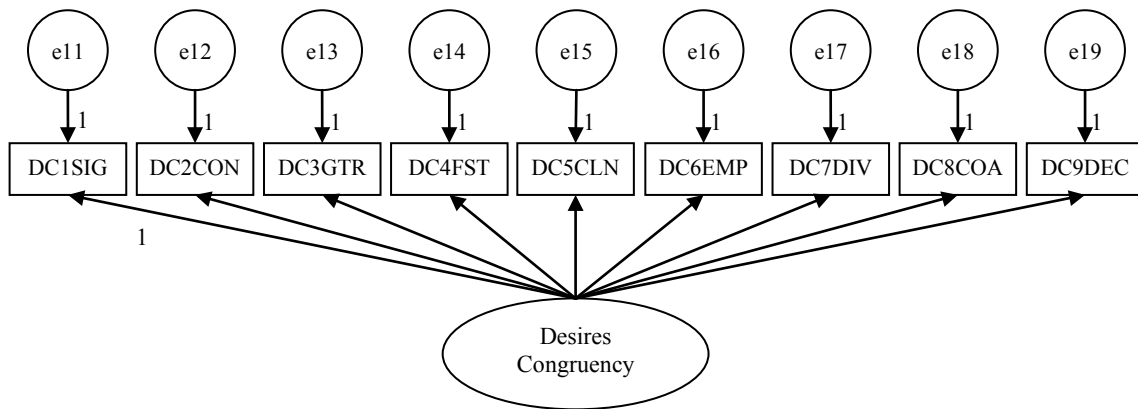 e11 e12 e13 e14 e15 e16 e17 e18 e19
1 1 1 1 1 1 1 1 1
DC1SIG DC2CON DC3GTR DC4FST DC5CLN DC6EMP DC7DIV DC8COA DC9DEC
1
Desires
Congruency